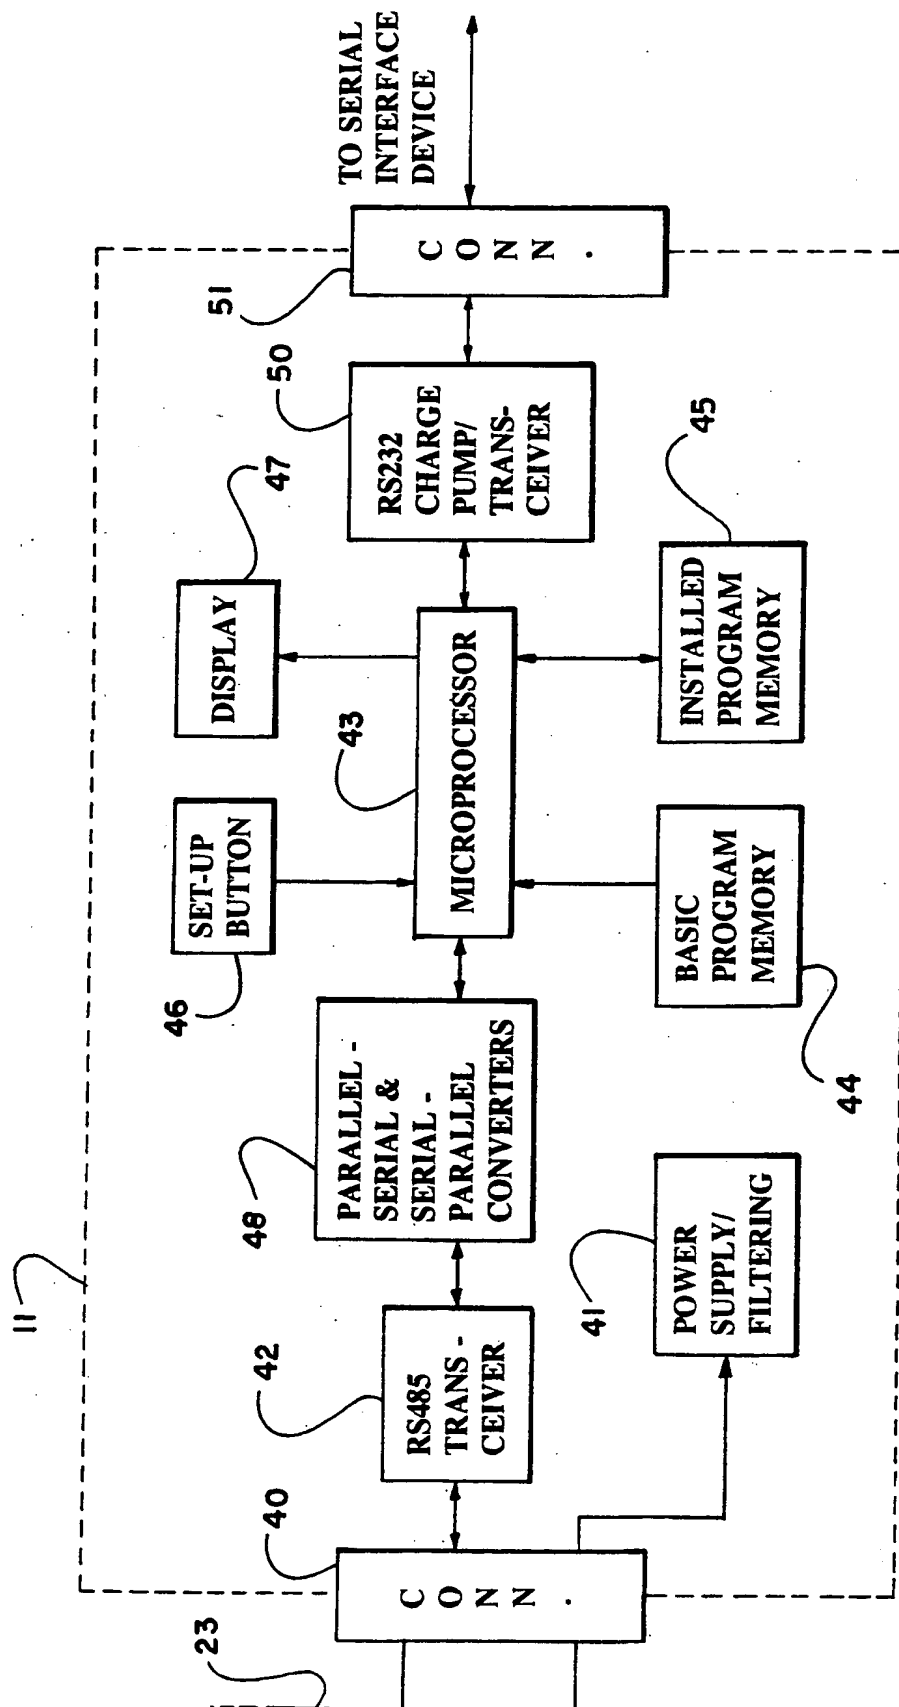 11
23
40
CONN.
42
RS485
TRANS -
CEIVER
48
PARALLEL -
SERIAL &
SERIAL -
PARALLEL
CONVERTERS
46
SET-UP
BUTTON
47
DISPLAY
43
MICROPROCESSOR
50
RS232
CHARGE
PUMP/
TRANS-
CEIVER
51
CONN.
TO SERIAL
INTERFACE
DEVICE
41
POWER
SUPPLY/
FILTERING
44
BASIC
PROGRAM
MEMORY
45
INSTALLED
PROGRAM
MEMORY